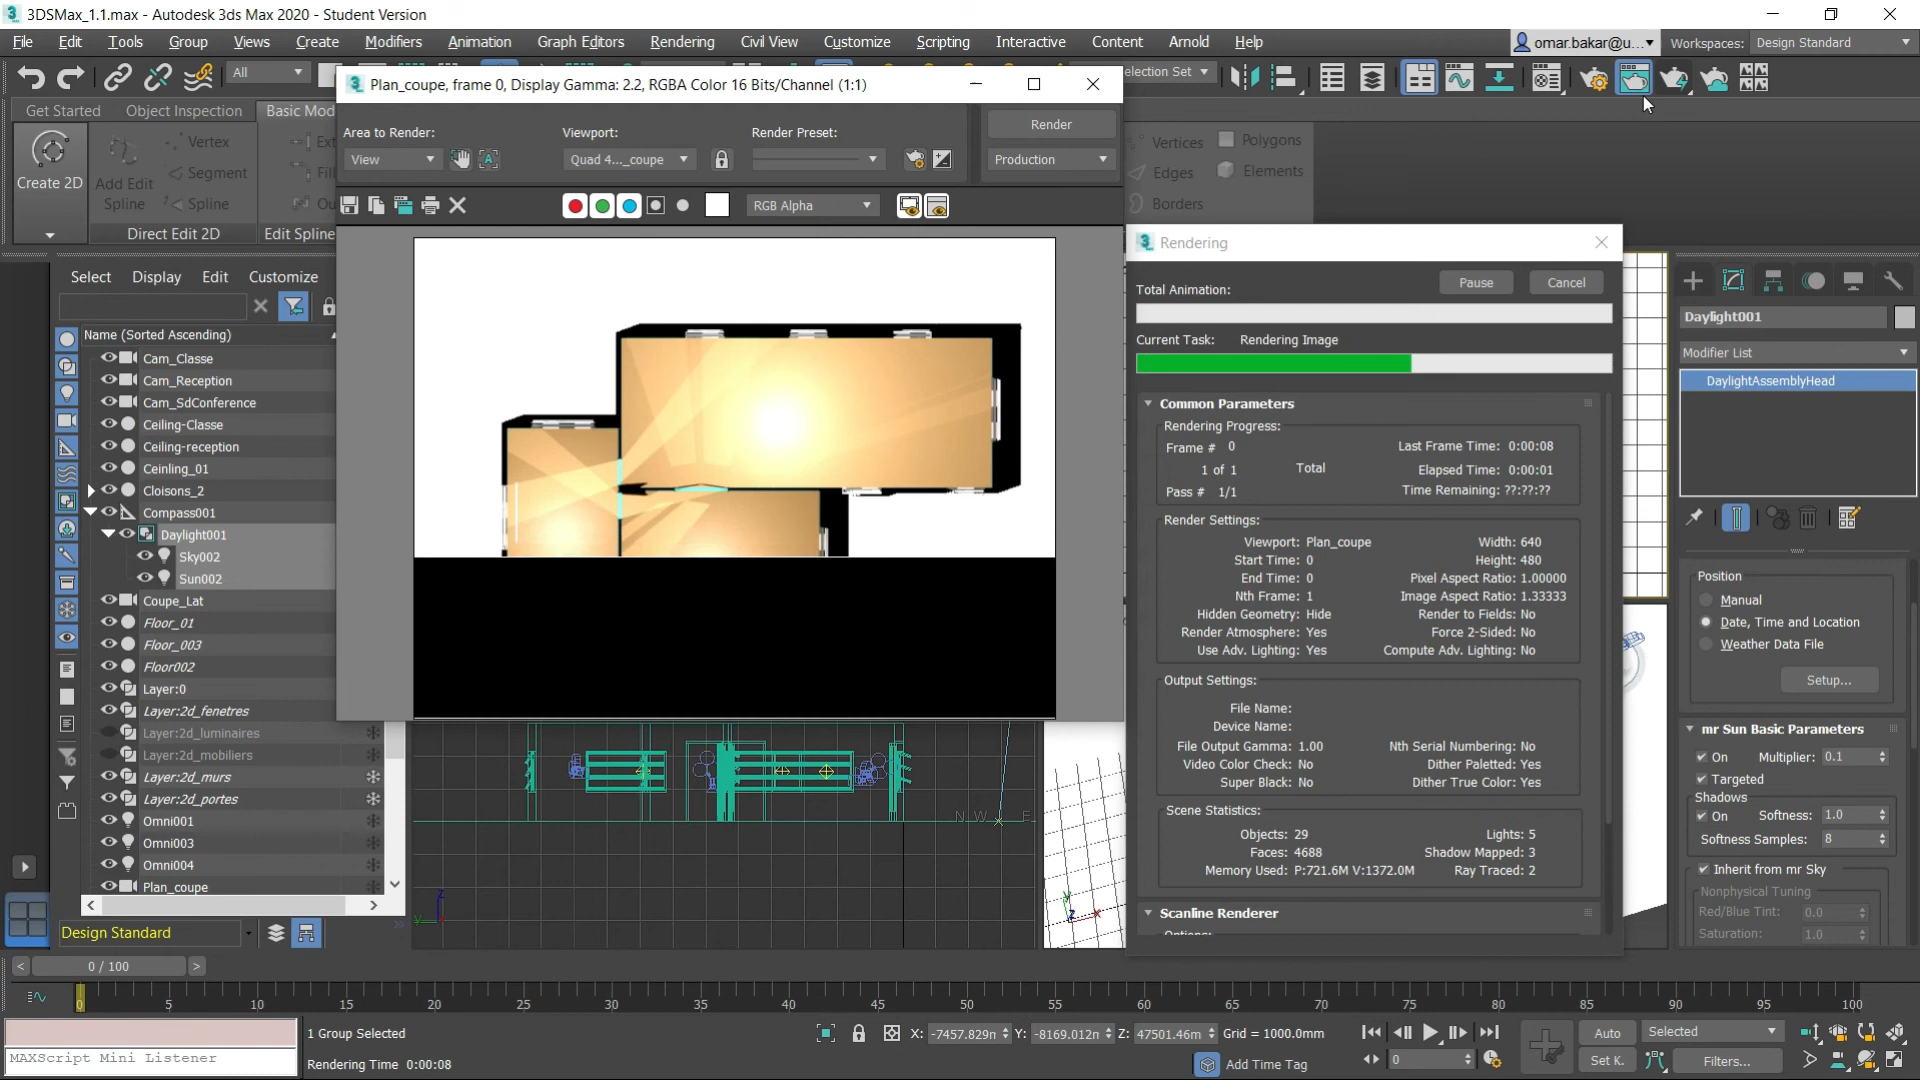 3DSMax_1.1.max - Autodesk 3ds Max 2020 - Student Version
File Edit Tools Group Views Create Modifiers Animation Graph Editors Rendering Civil View Customize Scripting Interactive Content Arnold Help
omar.bakar@u... Workspaces: Design Standard
All
Plan_coupe, frame 0, Display Gamma: 2.2, RGBA Color 16 Bits/Channel (1:1)
election Set
Get Started Object Inspection Basic Mod
Area to Render: Viewport: Render Preset: Render
View Quad 4..._coupe Production
RGB Alpha
Create 2D
Add Edit Spline
Vertex
Segment
Spline
Direct Edit 2D Edit Spline
Vertices Polygons
Edges Elements
Borders
Select Display Edit Customize
Name (Sorted Ascending)
Cam_Classe
Cam_Reception
Cam_SdConference
Ceiling-Classe
Ceiling-reception
Ceinling_01
Cloisons_2
Compass001
Daylight001
Sky002
Sun002
Coupe_Lat
Floor_01
Floor_003
Floor002
Layer:0
Layer:2d_fenetres
Layer:2d_luminaires
Layer:2d_mobiliers
Layer:2d_murs
Layer:2d_portes
Omni001
Omni003
Omni004
Plan_coupe
Design Standard
Rendering
Total Animation: Pause Cancel
Current Task: Rendering Image
Common Parameters
Rendering Progress:
Frame # 0 Last Frame Time: 0:00:08
1 of 1 Total Elapsed Time: 0:00:01
Pass # 1/1 Time Remaining: ??:??:??
Render Settings:
Viewport: Plan_coupe Width: 640
Start Time: 0 Height: 480
End Time: 0 Pixel Aspect Ratio: 1.00000
Nth Frame: 1 Image Aspect Ratio: 1.33333
Hidden Geometry: Hide Render to Fields: No
Render Atmosphere: Yes Force 2-Sided: No
Use Adv. Lighting: Yes Compute Adv. Lighting: No
Output Settings:
File Name:
Device Name:
File Output Gamma: 1.00 Nth Serial Numbering: No
Video Color Check: No Dither Paletted: Yes
Super Black: No Dither True Color: Yes
Scene Statistics:
Objects: 29 Lights: 5
Faces: 4688 Shadow Mapped: 3
Memory Used: P:721.6M V:1372.0M Ray Traced: 2
Scanline Renderer
Daylight001
Modifier List
DaylightAssemblyHead
Position
Manual
Date, Time and Location
Weather Data File
Setup...
mr Sun Basic Parameters
On Multiplier: 0.1
Targeted
Shadows
On Softness: 1.0
Softness Samples: 8
Inherit from mr Sky
Nonphysical Tuning
Red/Blue Tint: 0.0
Saturation: 1.0
N W E
0 / 100
0 5 10 15 20 25 30 35 40 45 50 55 60 65 70 75 80 85 90 95 100
MAXScript Mini Listener
1 Group Selected
Rendering Time 0:00:08
X: -7457.829n Y: -8169.012n Z: 47501.46m Grid = 1000.0mm
Add Time Tag
0
Auto Selected
Set K. Filters...